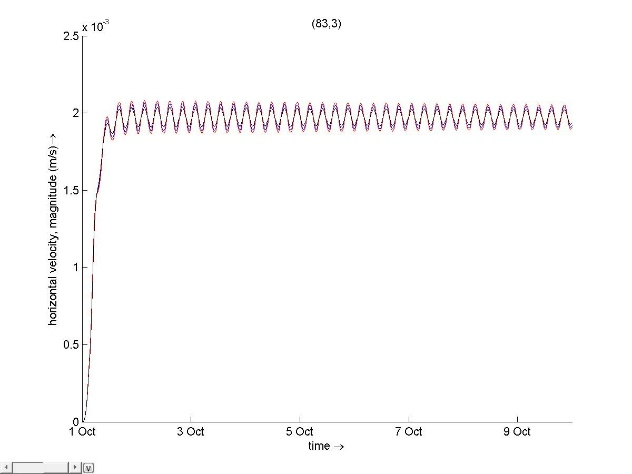 (83,3)
x 10-3
2.5
2
1.5
1
0.5
0
horizontal velocity, magnitude (m/s) →
1 Oct 3 Oct 5 Oct 7 Oct 9 Oct
time →
v